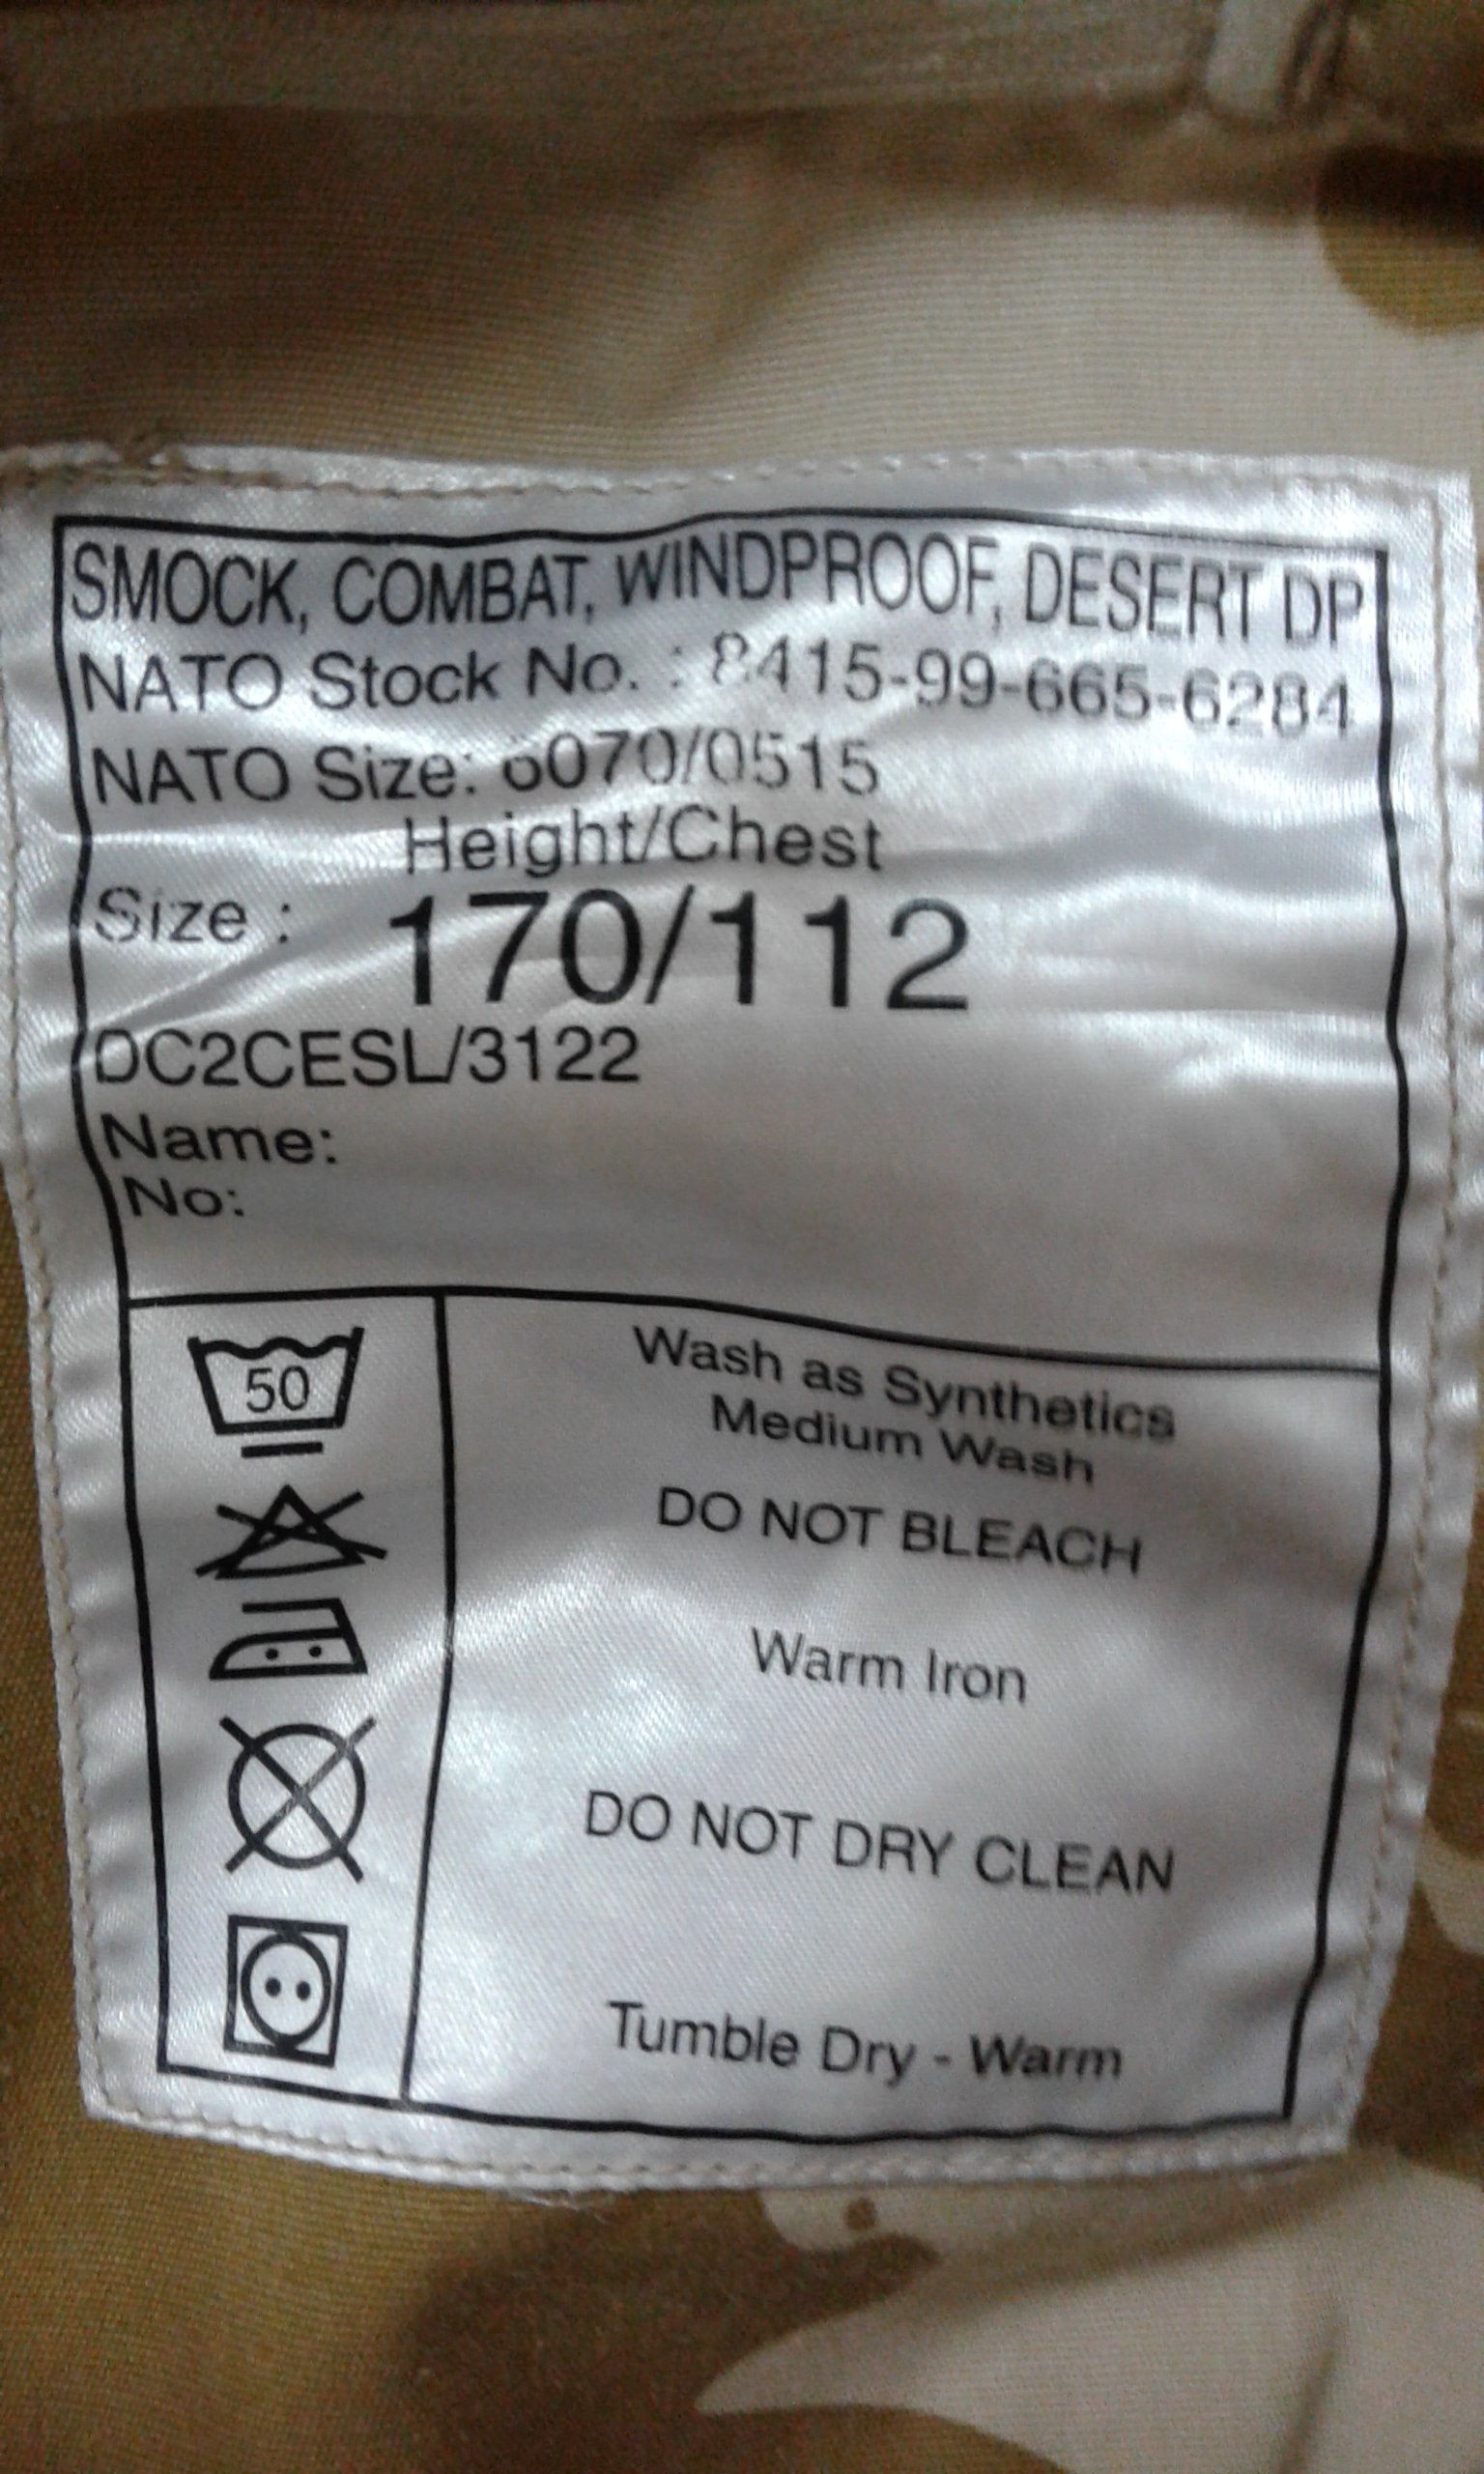 SMOCK, COMBAT, WINDPROOF, DESERT DP
NATO Stock No. : 8415-99-665-6284
NATO Size: 6070/0515
Height/Chest
Size : 170/112
DC2CESL/3122
Name:
No:
50
Wash as Synthetics
Medium Wash
DO NOT BLEACH
Warm Iron
DO NOT DRY CLEAN
Tumble Dry - Warm